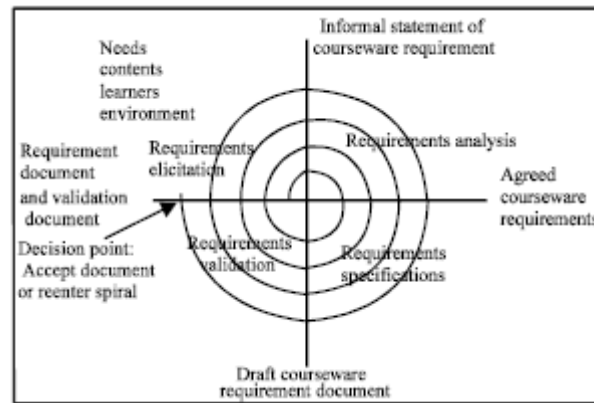 Informal statement of
courseware requirement
Needs
contents
learners
environment
Requirements
elicitation
Requirements analysis
Requirement
document
and validation
document
Agreed
courseware
requirements
Decision point:
Accept document
or reenter spiral
Requirements
validation
Requirements
specifications
Draft courseware
requirement document